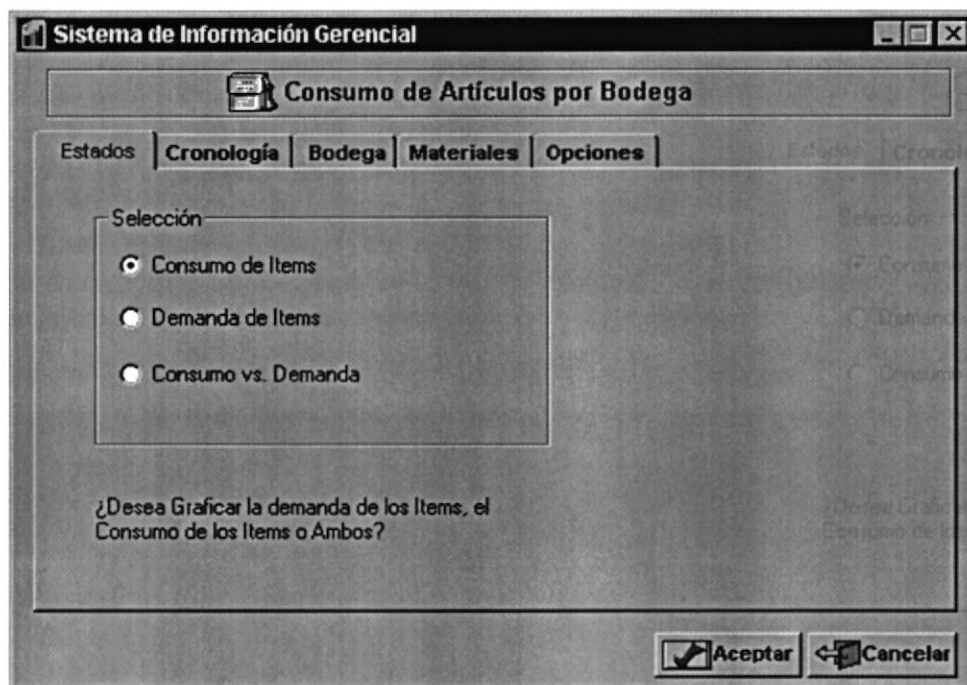 Sistema de Información Gerencial
Consumo de Artículos por Bodega
Estados Cronología Bodega Materiales Opciones
Selección
Consumo de Items
Demanda de Items
Consumo vs. Demanda
¿Desea Graficar la demanda de los Items, el
Consumo de los Items o Ambos?
Aceptar Cancelar